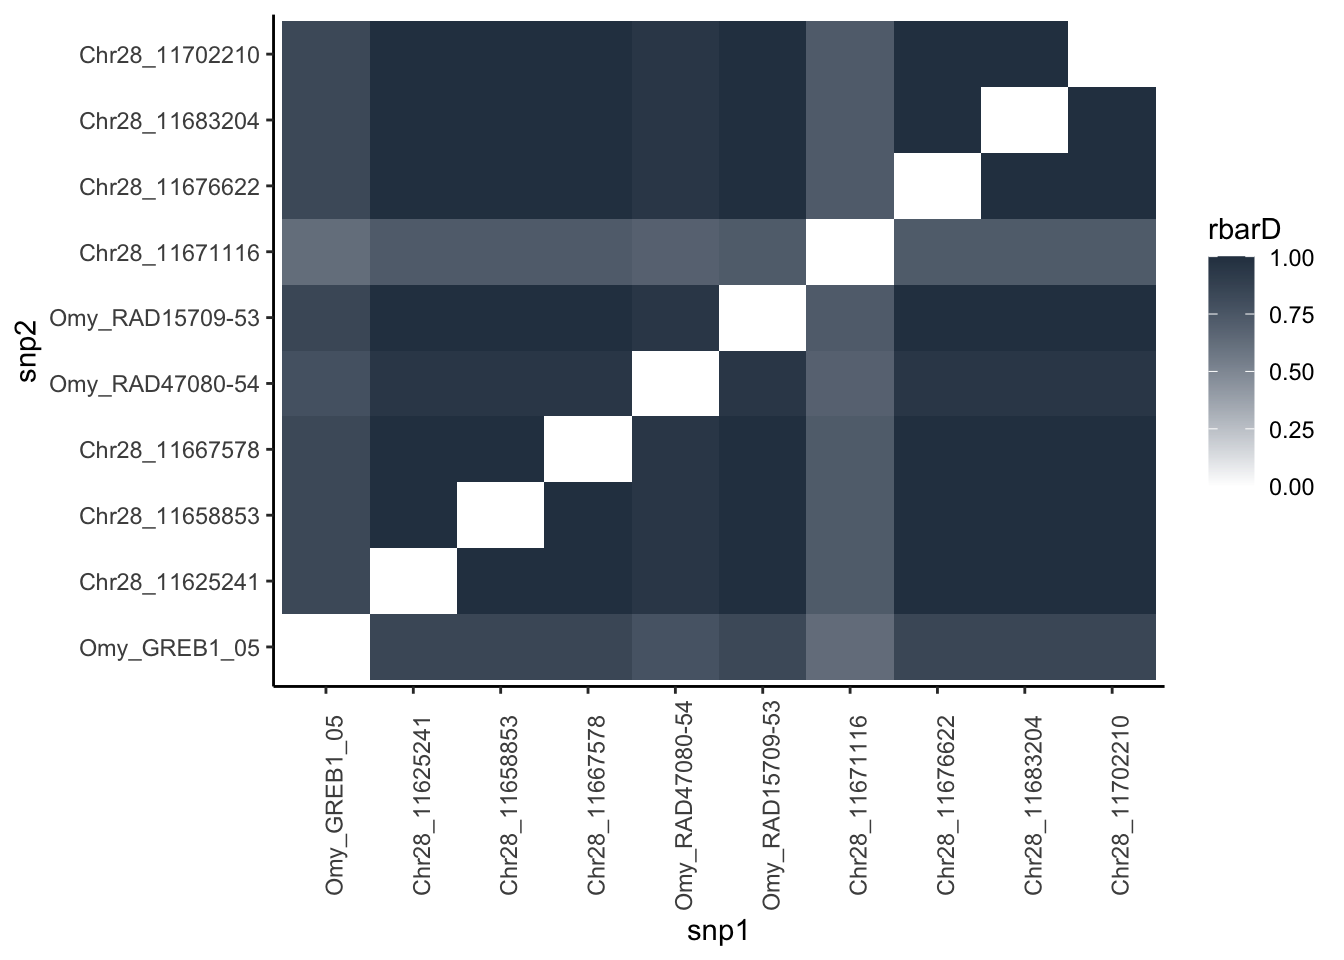 snp2
Chr28_11702210
Chr28_11683204
Chr28_11676622
Chr28_11671116
Omy_RAD15709-53
Omy_RAD47080-54
Chr28_11667578
Chr28_11658853
Chr28_11625241
Omy_GREB1_05
Omy_GREB1_05
Chr28_11625241
Chr28_11658853
Chr28_11667578
Omy_RAD47080-54
Omy_RAD15709-53
Chr28_11671116
Chr28_11676622
Chr28_11683204
Chr28_11702210
snp1
rbarD
1.00
0.75
0.50
0.25
0.00